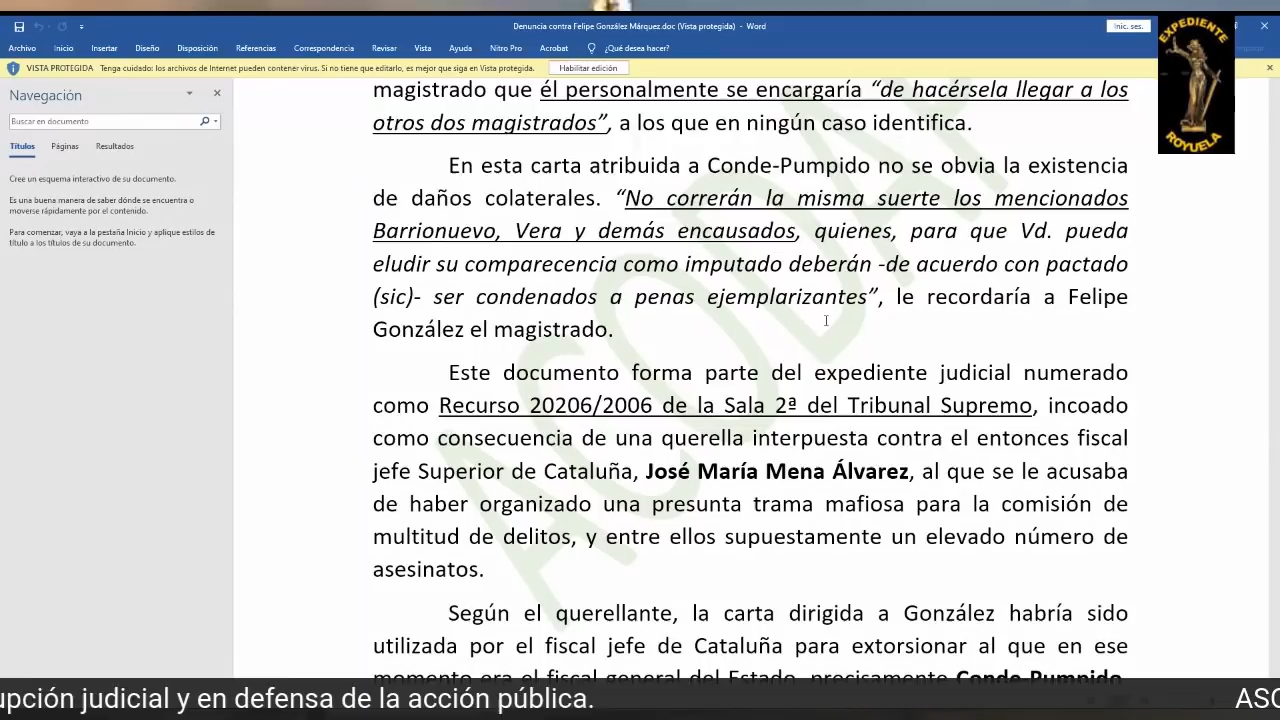 Denuncia contra Felipe González Márquez.doc (Vista protegida) - Word
Inic. ses.
Archivo Inicio Insertar Diseño Disposición Referencias Correspondencia Revisar Vista Ayuda Nitro Pro Acrobat ¿Qué desea hacer?
VISTA PROTEGIDA Tenga cuidado: los archivos de Internet pueden contener virus. Si no tiene que editarlo, es mejor que siga en Vista protegida. Habilitar edición
EXPEDIENTE
ROYUELA
Navegación
Buscar en documento
Títulos Páginas Resultados
Cree un esquema interactivo de su documento.
Es una buena manera de saber dónde se encuentra o
moverse rápidamente por el contenido.
Para comenzar, vaya a la pestaña Inicio y aplique estilos de
título a los títulos de su documento.
magistrado que él personalmente se encargaría “de hacérsela llegar a los
otros dos magistrados”, a los que en ningún caso identifica.
En esta carta atribuida a Conde-Pumpido no se obvia la existencia
de daños colaterales. “No correrán la misma suerte los mencionados
Barrionuevo, Vera y demás encausados, quienes, para que Vd. pueda
eludir su comparecencia como imputado deberán -de acuerdo con pactado
(sic)- ser condenados a penas ejemplarizantes”, le recordaría a Felipe
González el magistrado.
Este documento forma parte del expediente judicial numerado
como Recurso 20206/2006 de la Sala 2ª del Tribunal Supremo, incoado
como consecuencia de una querella interpuesta contra el entonces fiscal
jefe Superior de Cataluña, José María Mena Álvarez, al que se le acusaba
de haber organizado una presunta trama mafiosa para la comisión de
multitud de delitos, y entre ellos supuestamente un elevado número de
asesinatos.
Según el querellante, la carta dirigida a González habría sido
utilizada por el fiscal jefe de Cataluña para extorsionar al que en ese
momento era el fiscal general del Estado, precisamente Conde-Pumpido,
upción judicial y en defensa de la acción pública. ASO